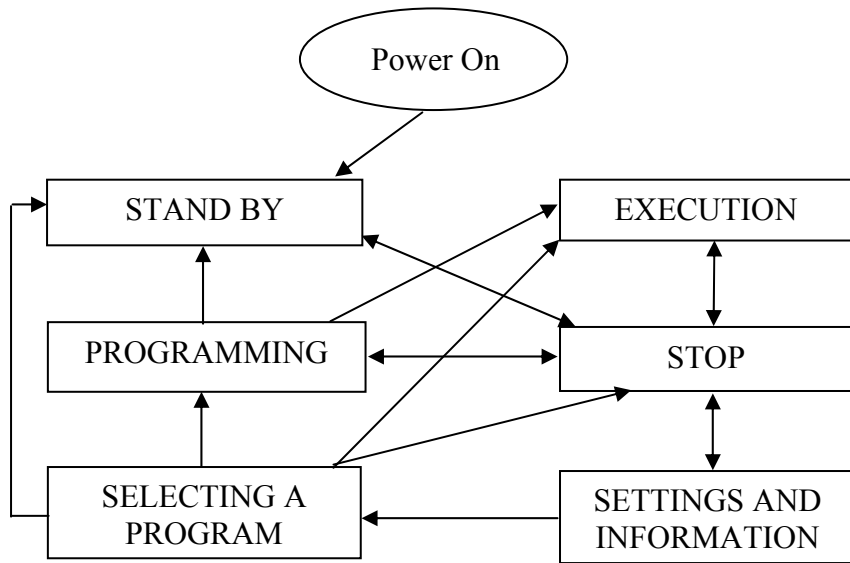 Power On
STAND BY
EXECUTION
PROGRAMMING
STOP
SELECTING A
PROGRAM
SETTINGS AND
INFORMATION